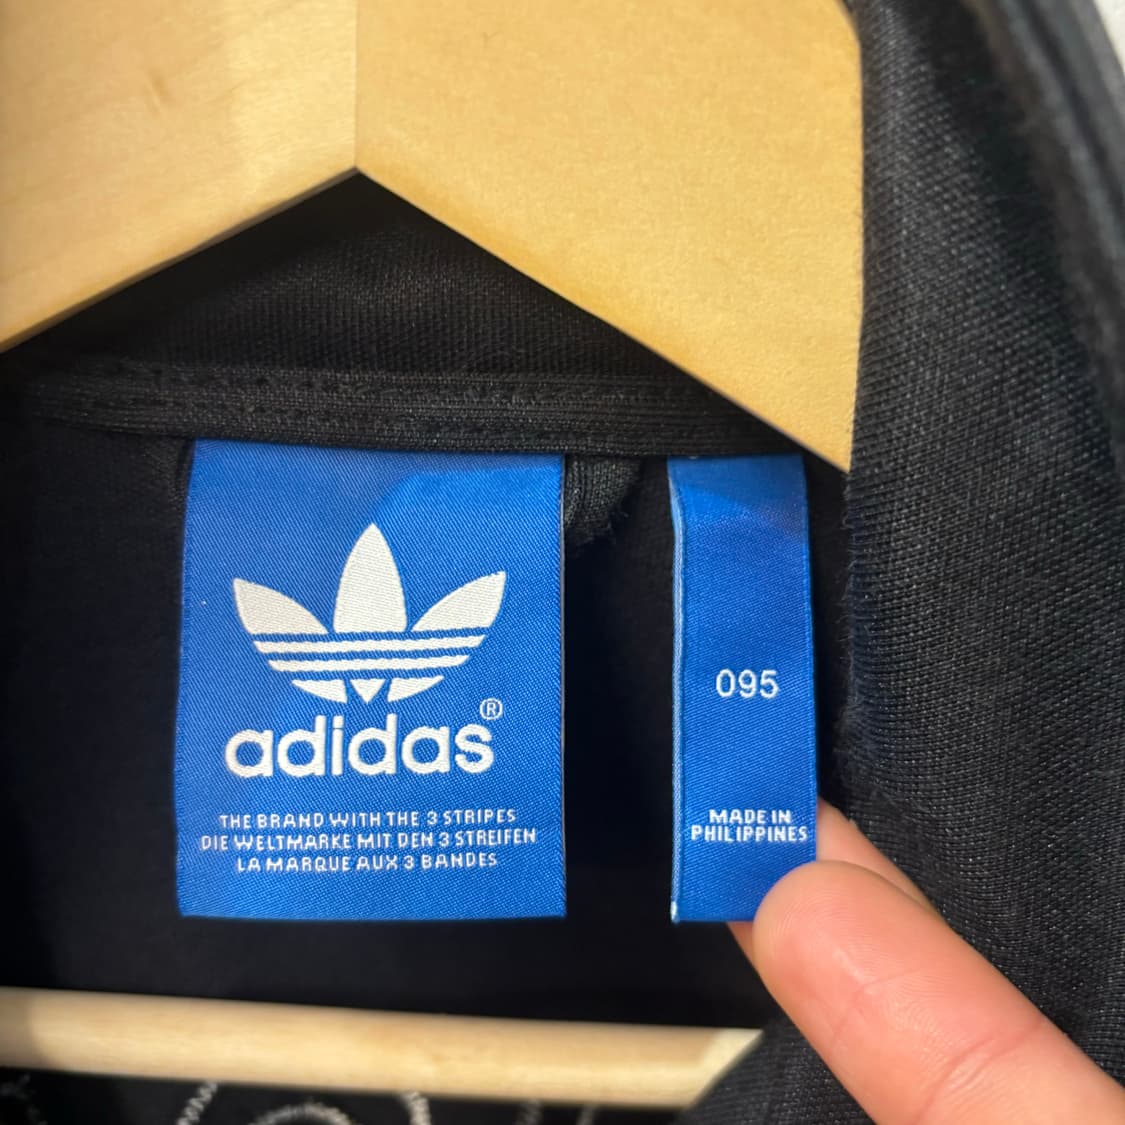 adidas®
THE BRAND WITH THE 3 STRIPES
DIE WELTMARKE MIT DEN 3 STREIFEN
LA MARQUE AUX 3 BANDES
095
MADE IN
PHILIPPINES